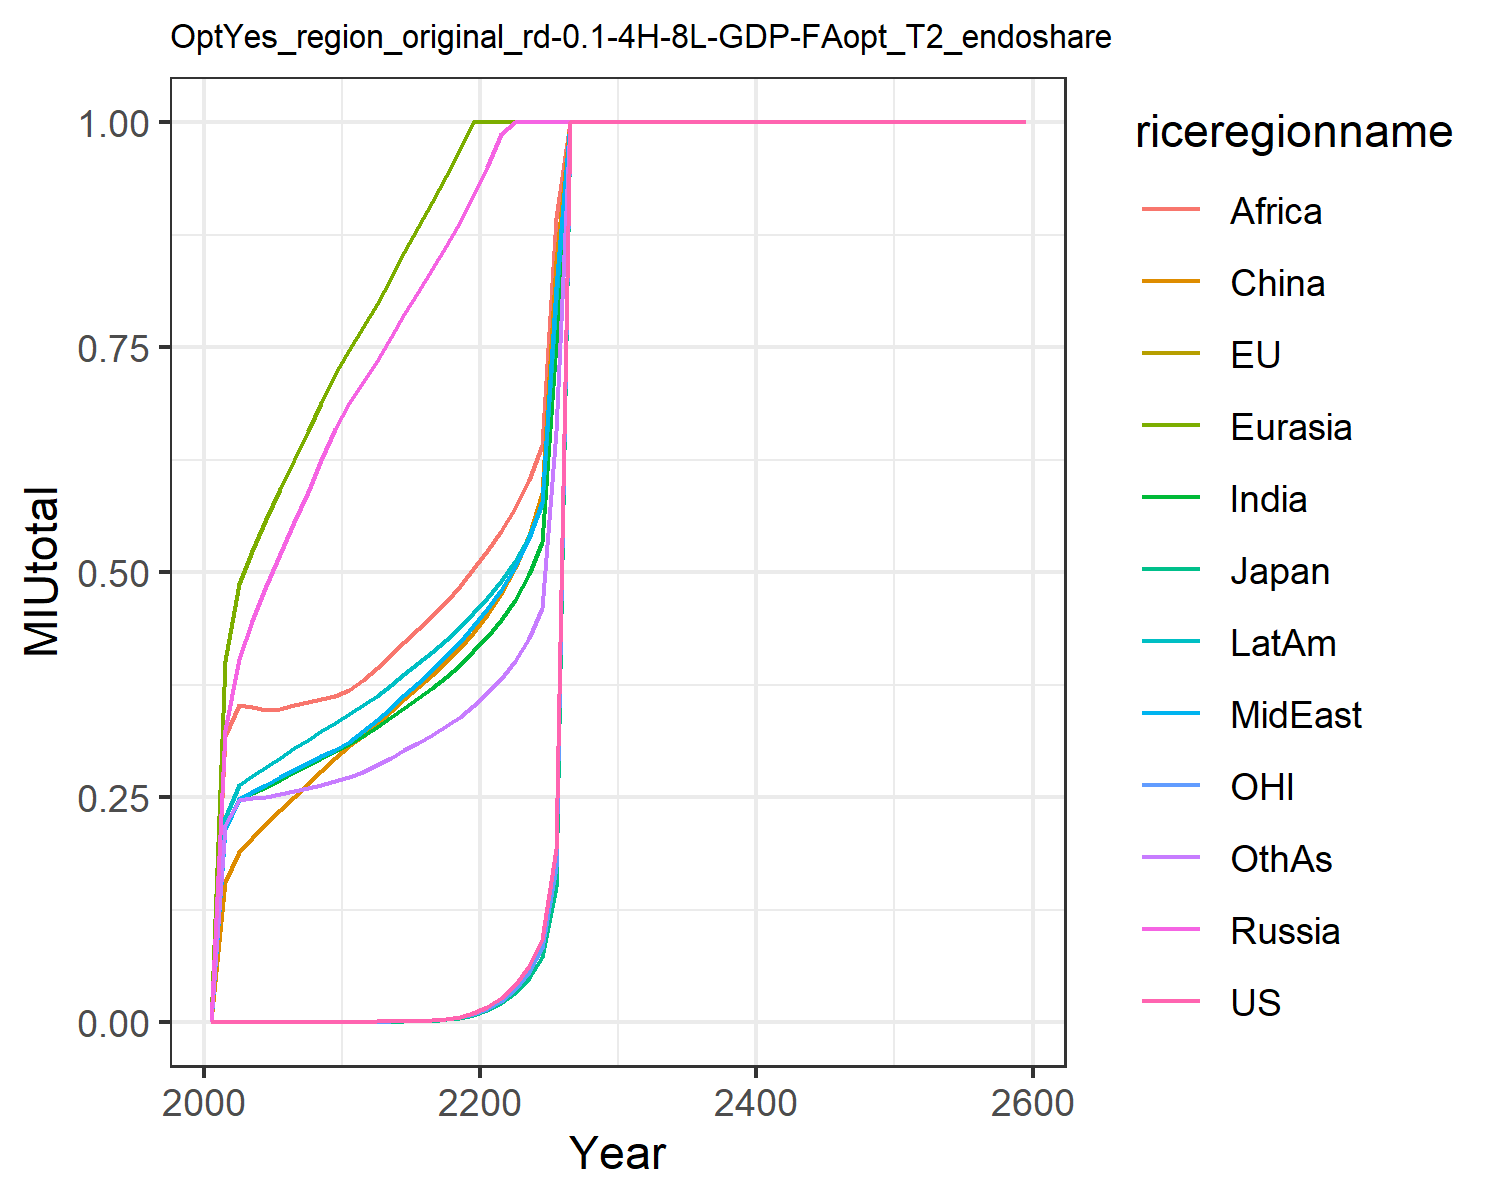 OptYes_region_original_rd-0.1-4H-8L-GDP-FAopt_T2_endoshare
MIUtotal
1.00
0.75
0.50
0.25
0.00
2000 2200 2400 2600
Year
riceregionname
Africa
China
EU
Eurasia
India
Japan
LatAm
MidEast
OHI
OthAs
Russia
US